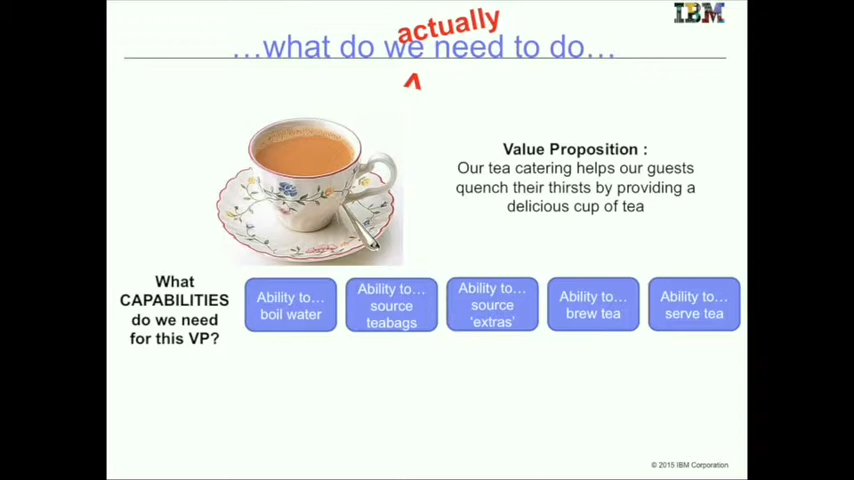 IBM
actually
…what do we need to do…
^
Value Proposition :
Our tea catering helps our guests
quench their thirsts by providing a
delicious cup of tea
What
CAPABILITIES
do we need
for this VP?
Ability to…
boil water
Ability to…
source
teabags
Ability to…
source
‘extras’
Ability to…
brew tea
Ability to…
serve tea
© 2015 IBM Corporation